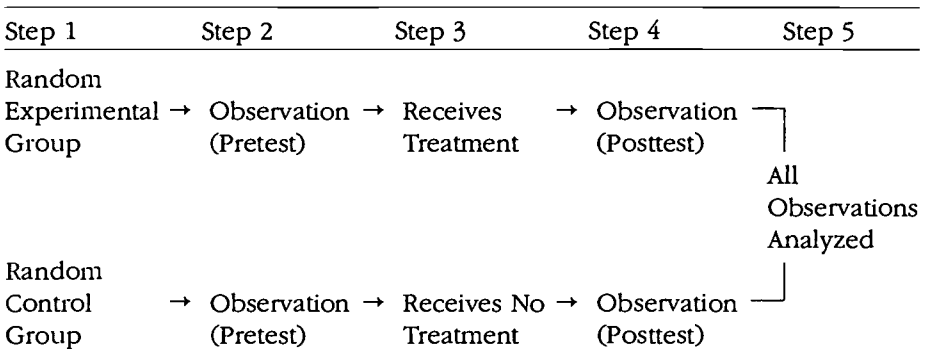 Step 1 Step 2 Step 3 Step 4 Step 5
Random
Experimental → Observation → Receives → Observation
Group (Pretest) Treatment (Posttest)
All
Observations
Analyzed
Random
Control → Observation → Receives No → Observation
Group (Pretest) Treatment (Posttest)